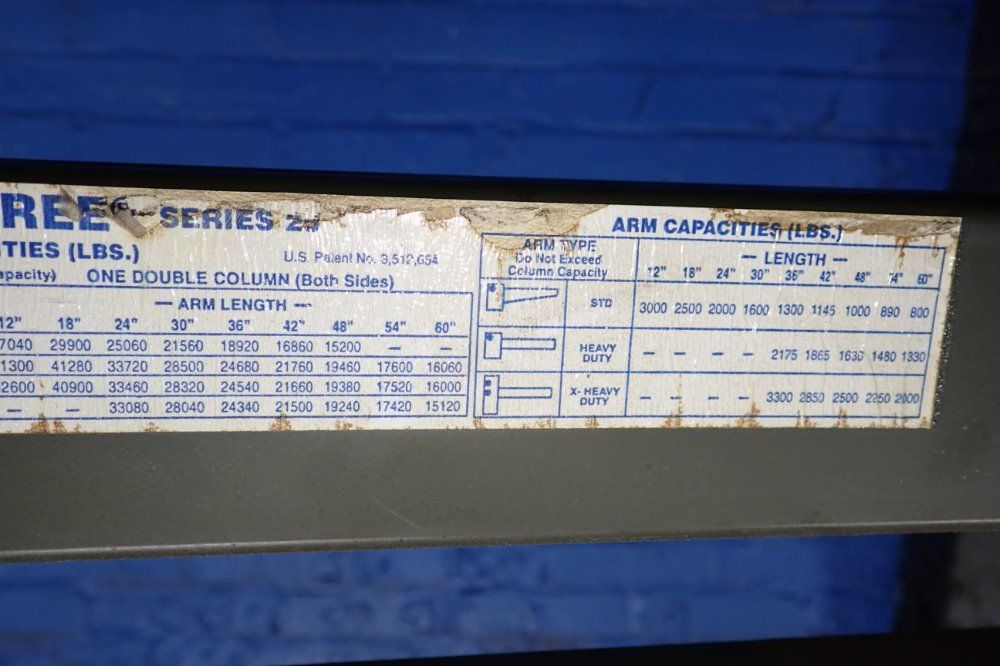 REE SERIES
ITIES (LBS.)
U.S. Patent No. 3,512,654
apacity) ONE DOUBLE COLUMN (Both Sides)
— ARM LENGTH —
12" 18" 24" 30" 36" 42" 48" 54" 60"
7040 29900 25060 21560 18920 16860 15200 — —
1300 41280 33720 28500 24680 21760 19460 17600 16060
2600 40900 33460 28320 24540 21660 19380 17520 16000
— — 33080 28040 24340 21500 19240 17420 15120
ARM CAPACITIES (LBS.)
ARM TYPE
Do Not Exceed
Column Capacity
— LENGTH —
12" 18" 24" 30" 36" 42" 48" 54" 60"
STD 3000 2500 2000 1600 1300 1145 1000 890 800
HEAVY
DUTY — — — — 2175 1865 1630 1480 1330
X- HEAVY
DUTY — — — — 3300 2850 2500 2250 2000